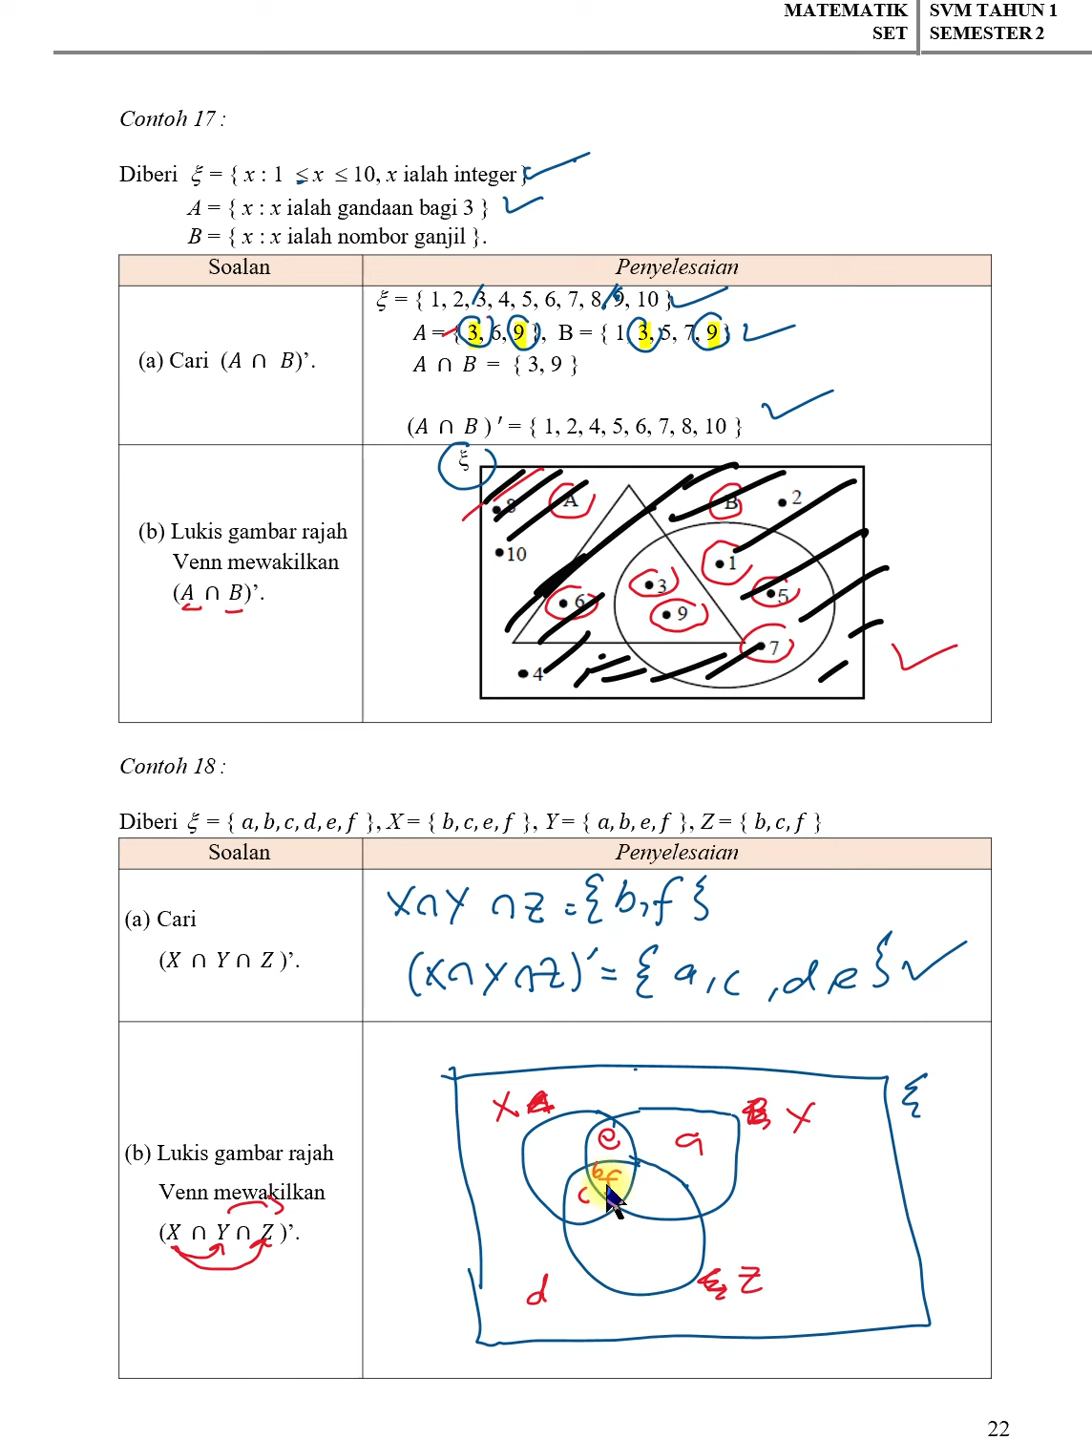 MATEMATIK SVM TAHUN 1
SET SEMESTER 2
Contoh 17 :
Diberi ξ = { x : 1 ≤ x ≤ 10, x ialah integer }
A = { x : x ialah gandaan bagi 3 }
B = { x : x ialah nombor ganjil }.
Soalan Penyelesaian
ξ = { 1, 2, 3, 4, 5, 6, 7, 8, 9, 10 }
A = { 3, 6, 9 }, B = { 1, 3, 5, 7, 9 }
(a) Cari (A ∩ B)’.
A ∩ B = { 3, 9 }
(A ∩ B )′ = { 1, 2, 4, 5, 6, 7, 8, 10 }
ξ
(b) Lukis gambar rajah
Venn mewakilkan
(A ∩ B)’.
8 A B 2
10 1
3 5
6 9
7
4
Contoh 18 :
Diberi ξ = { a, b, c, d, e, f }, X = { b, c, e, f }, Y = { a, b, e, f }, Z = { b, c, f }
Soalan Penyelesaian
(a) Cari
(X ∩ Y ∩ Z )’.
X∩Y ∩Z = { b, f }
(X∩Y∩Z)′ = { a, c , d, e }
(b) Lukis gambar rajah
Venn mewakilkan
(X ∩ Y ∩ Z )’.
ξ
X A B Y
e a
b f
c
d Z
22